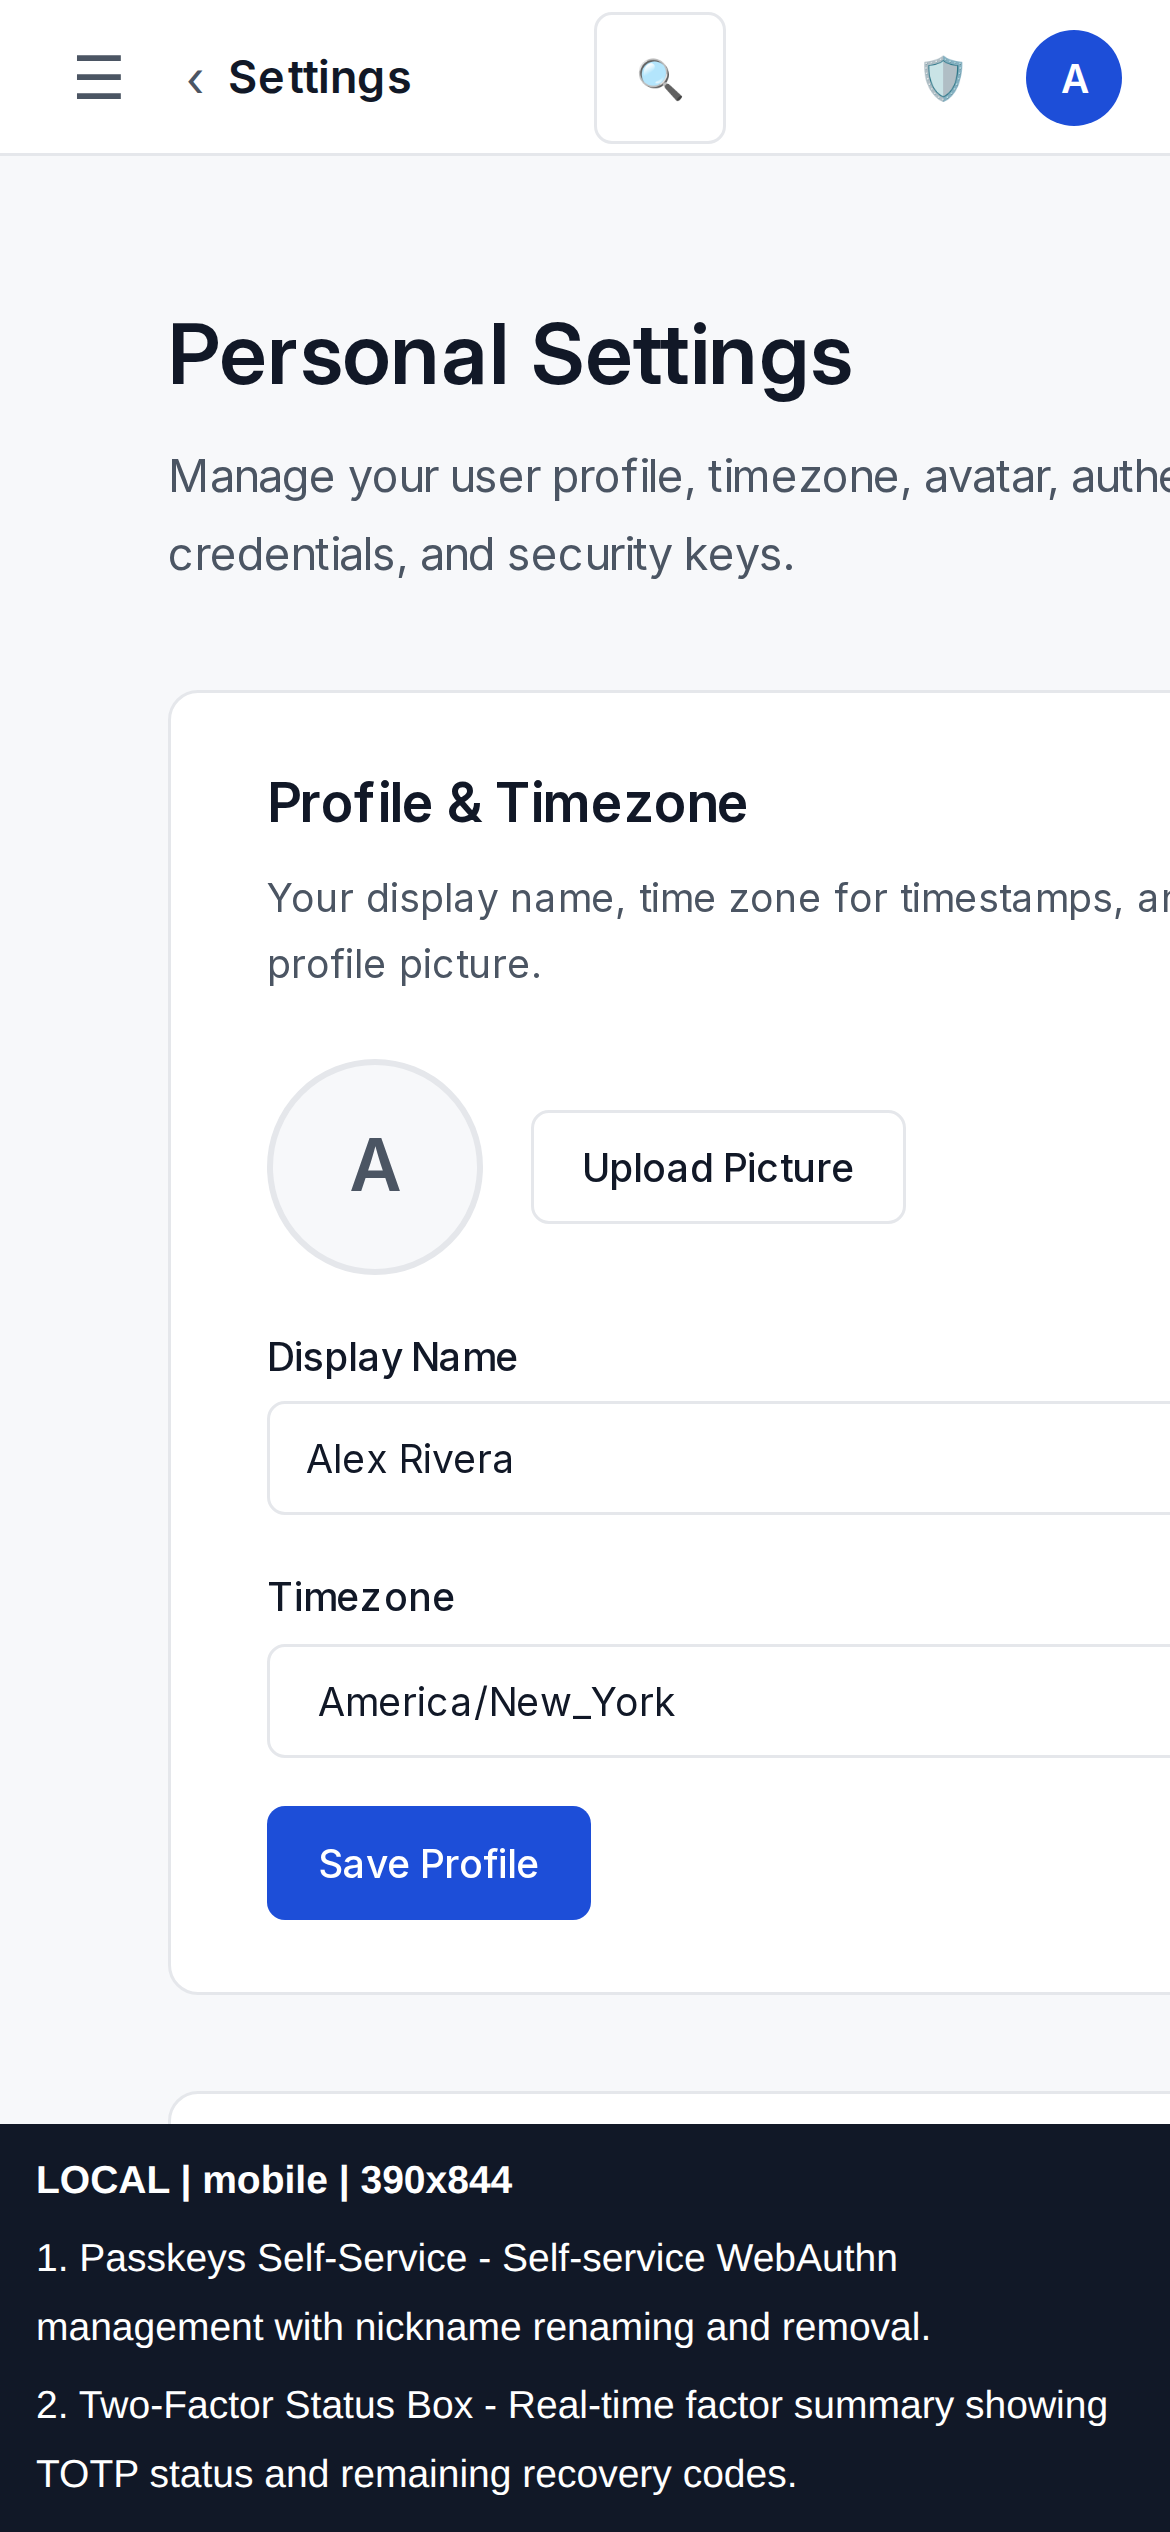 Settings
A
Personal Settings
Manage your user profile, timezone, avatar, authe
credentials, and security keys.
Profile & Timezone
Your display name, time zone for timestamps, an
profile picture.
A
Upload Picture
Display Name
Alex Rivera
Timezone
America/New_York
Save Profile
LOCAL | mobile | 390x844
1. Passkeys Self-Service - Self-service WebAuthn
management with nickname renaming and removal.
2. Two-Factor Status Box - Real-time factor summary showing
TOTP status and remaining recovery codes.